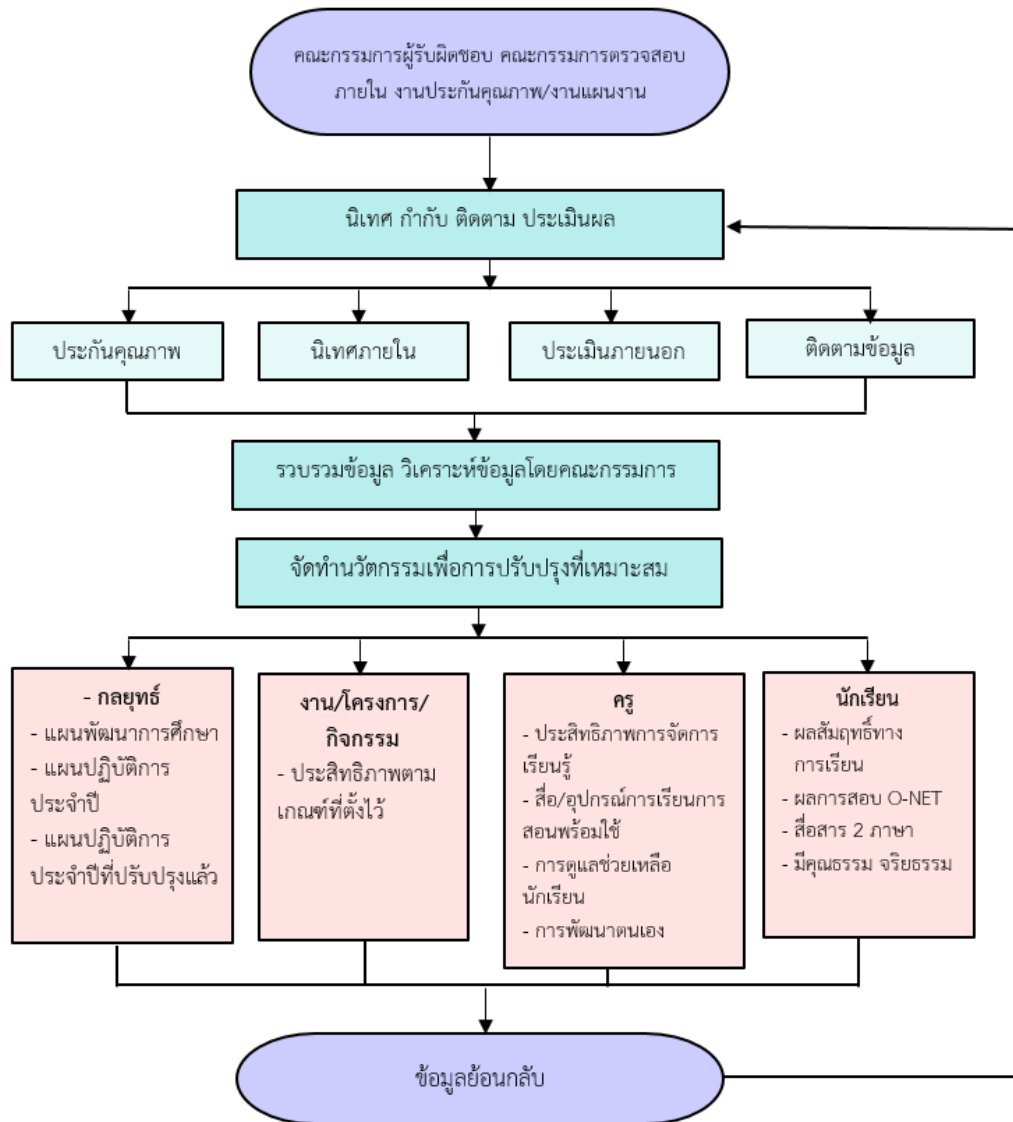 คณะกรรมการผู้รับผิดชอบ คณะกรรมการตรวจสอบ
ภายใน งานประกันคุณภาพ/งานแผนงาน
นิเทศ กำกับ ติดตาม ประเมินผล
ประกันคุณภาพ
นิเทศภายใน
ประเมินภายนอก
ติดตามข้อมูล
รวบรวมข้อมูล วิเคราะห์ข้อมูลโดยคณะกรรมการ
จัดทำนวัตกรรมเพื่อการปรับปรุงที่เหมาะสม
- กลยุทธ์
- แผนพัฒนาการศึกษา
- แผนปฏิบัติการ
ประจำปี
- แผนปฏิบัติการ
ประจำปีที่ปรับปรุงแล้ว
งาน/โครงการ/
กิจกรรม
- ประสิทธิภาพตาม
เกณฑ์ที่ตั้งไว้
ครู
- ประสิทธิภาพการจัดการ
เรียนรู้
- สื่อ/อุปกรณ์การเรียนการ
สอนพร้อมใช้
- การดูแลช่วยเหลือ
นักเรียน
- การพัฒนาตนเอง
นักเรียน
- ผลสัมฤทธิ์ทาง
การเรียน
- ผลการสอบ O-NET
- สื่อสาร 2 ภาษา
- มีคุณธรรม จริยธรรม
ข้อมูลย้อนกลับ